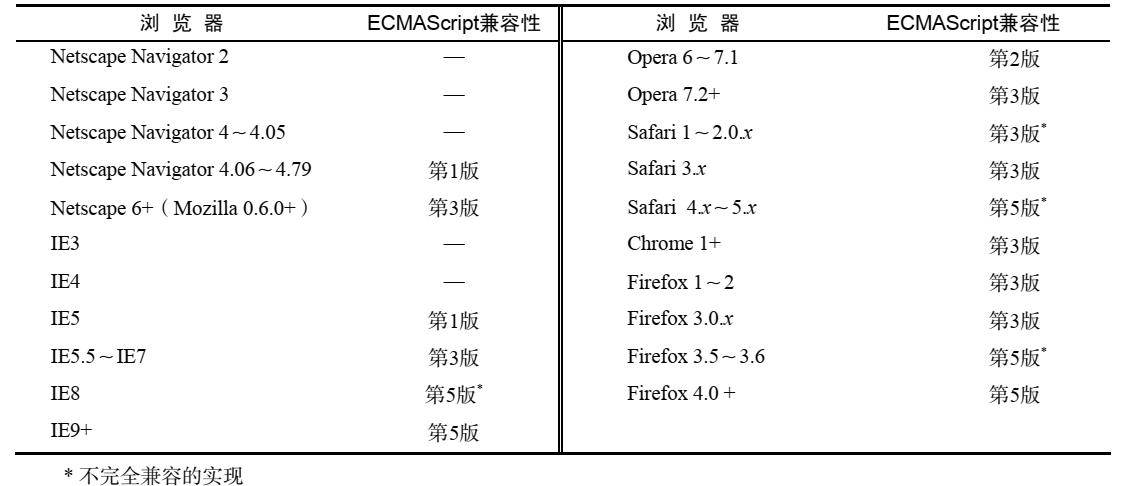 浏 览 器 ECMAScript兼容性 浏 览 器 ECMAScript兼容性
Netscape Navigator 2 — Opera 6～7.1 第2版
Netscape Navigator 3 — Opera 7.2+ 第3版
Netscape Navigator 4～4.05 — Safari 1～2.0.x 第3版*
Netscape Navigator 4.06～4.79 第1版 Safari 3.x 第3版
Netscape 6+（Mozilla 0.6.0+） 第3版 Safari 4.x～5.x 第5版*
IE3 — Chrome 1+ 第3版
IE4 — Firefox 1～2 第3版
IE5 第1版 Firefox 3.0.x 第3版
IE5.5～IE7 第3版 Firefox 3.5～3.6 第5版*
IE8 第5版* Firefox 4.0 + 第5版
IE9+ 第5版
* 不完全兼容的实现